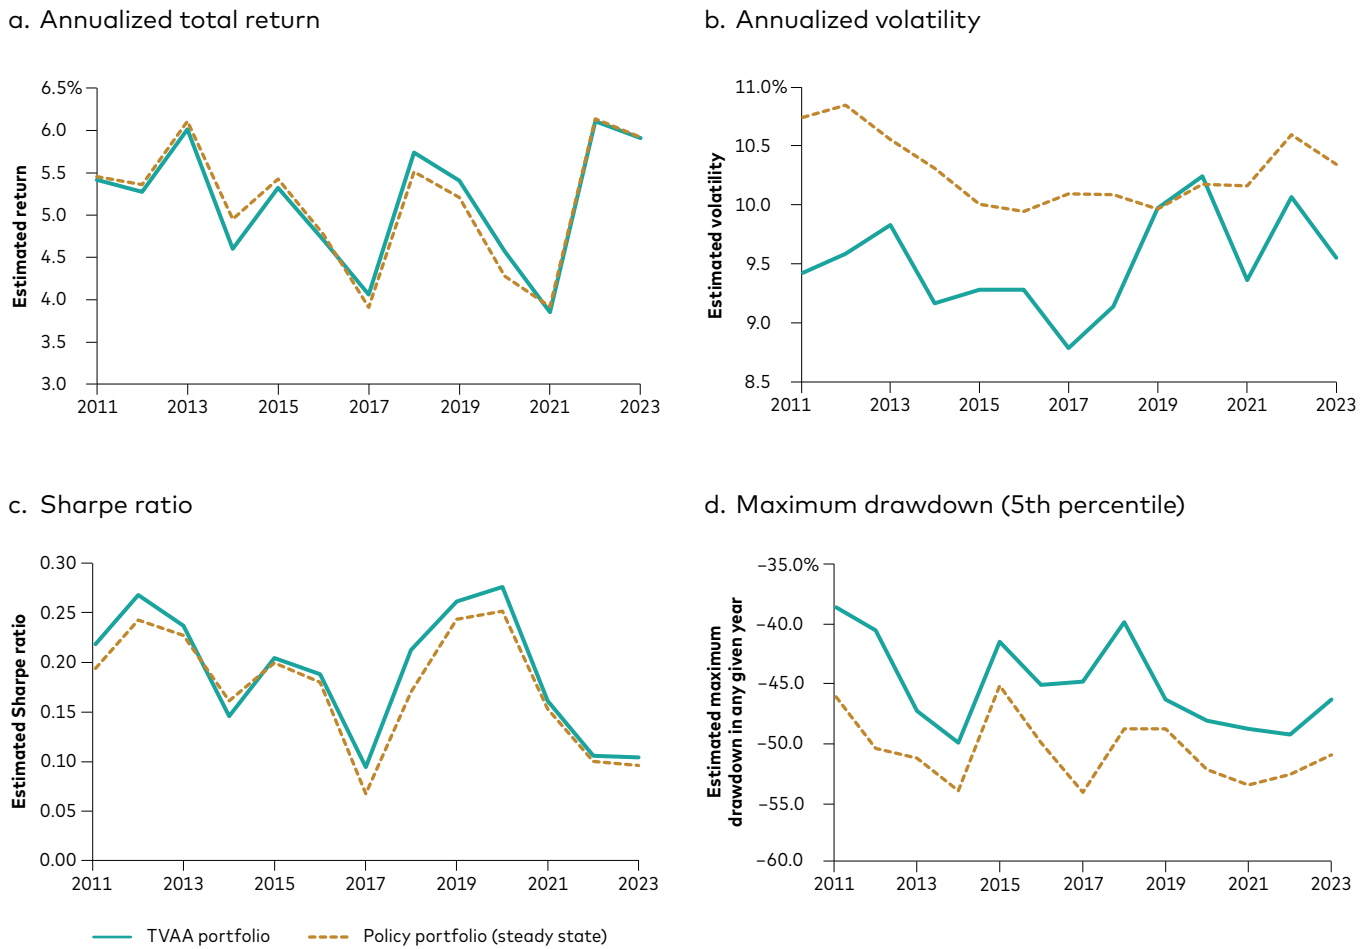 a. Annualized total return
6.5%
6.0
5.5
5.0
4.5
4.0
3.5
3.0
Estimated return
2011 2013 2015 2017 2019 2021 2023
b. Annualized volatility
11.0%
10.5
10.0
9.5
9.0
8.5
Estimated volatility
2011 2013 2015 2017 2019 2021 2023
c. Sharpe ratio
0.30
0.25
0.20
0.15
0.10
0.05
0.00
Estimated Sharpe ratio
2011 2013 2015 2017 2019 2021 2023
d. Maximum drawdown (5th percentile)
–35.0%
–40.0
–45.0
–50.0
–55.0
–60.0
Estimated maximum
drawdown in any given year
2011 2013 2015 2017 2019 2021 2023
TVAA portfolio Policy portfolio (steady state)